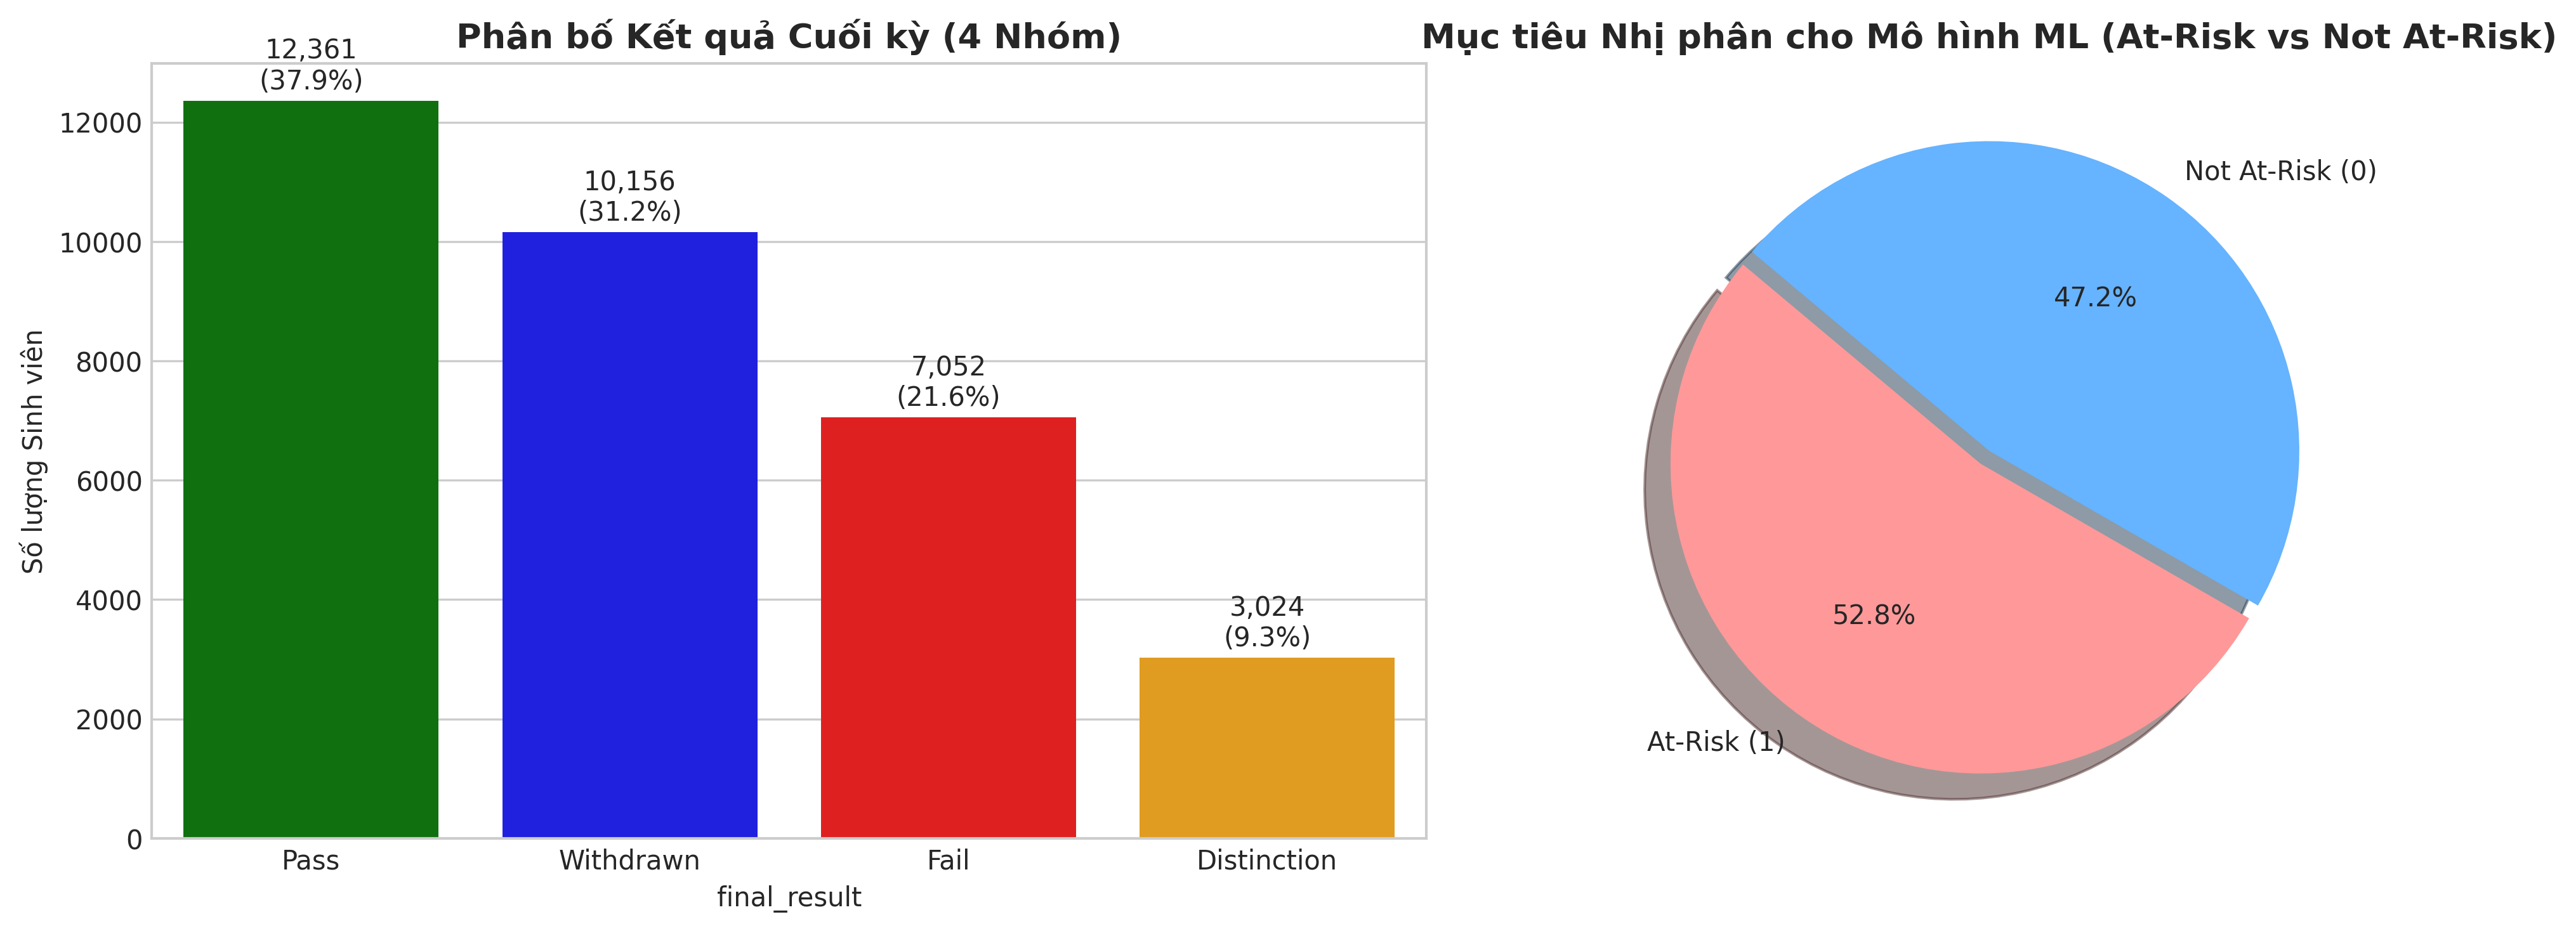 Phân bố Kết quả Cuối kỳ (4 Nhóm)
12,361
(37.9%)
10,156
(31.2%)
7,052
(21.6%)
3,024
(9.3%)
12000
10000
8000
6000
4000
2000
0
Số lượng Sinh viên
Pass
Withdrawn
Fail
Distinction
final_result
Mục tiêu Nhị phân cho Mô hình ML (At-Risk vs Not At-Risk)
Not At-Risk (0)
47.2%
52.8%
At-Risk (1)